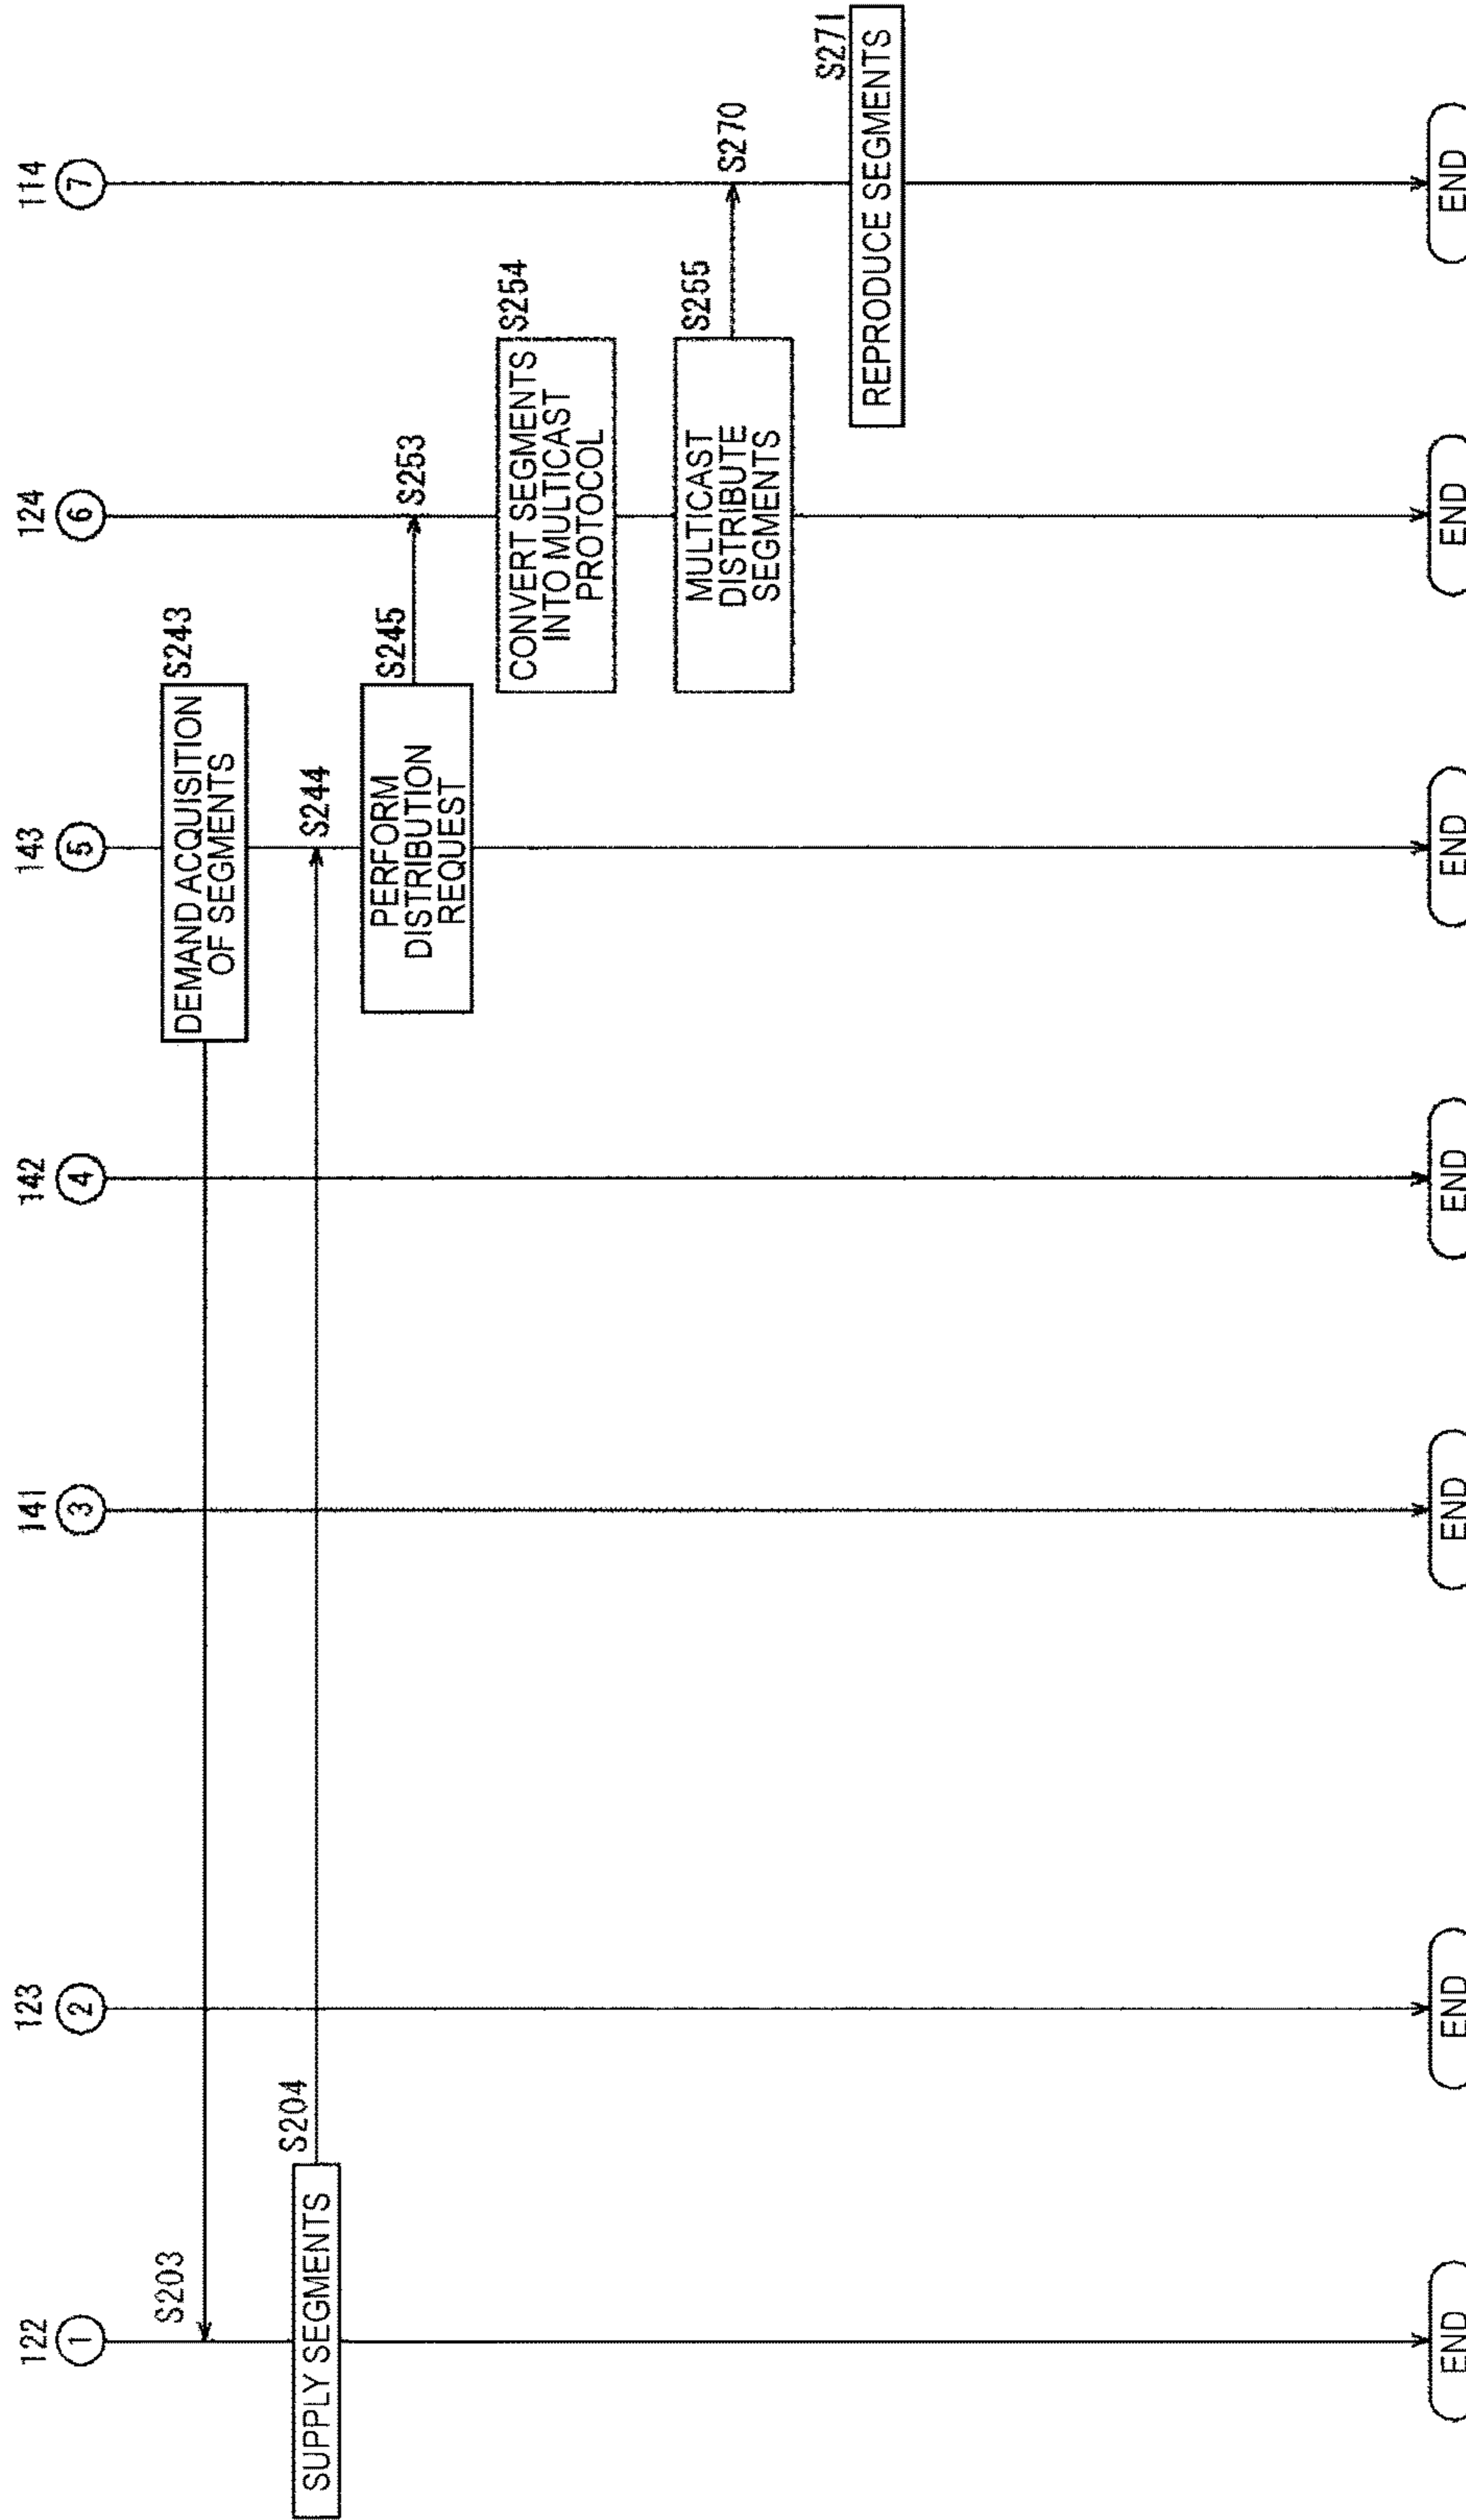 122 123 141 142 143 124 114
1 2 3 4 5 6 7
S203
S243
DEMAND ACQUISITION
OF SEGMENTS
S204
SUPPLY SEGMENTS
S244
S245
PERFORM
DISTRIBUTION
REQUEST
S253
S254
CONVERT SEGMENTS
INTO MULTICAST
PROTOCOL
S255
MULTICAST
DISTRIBUTE
SEGMENTS
S270
S271
REPRODUCE SEGMENTS
END END END END END END END